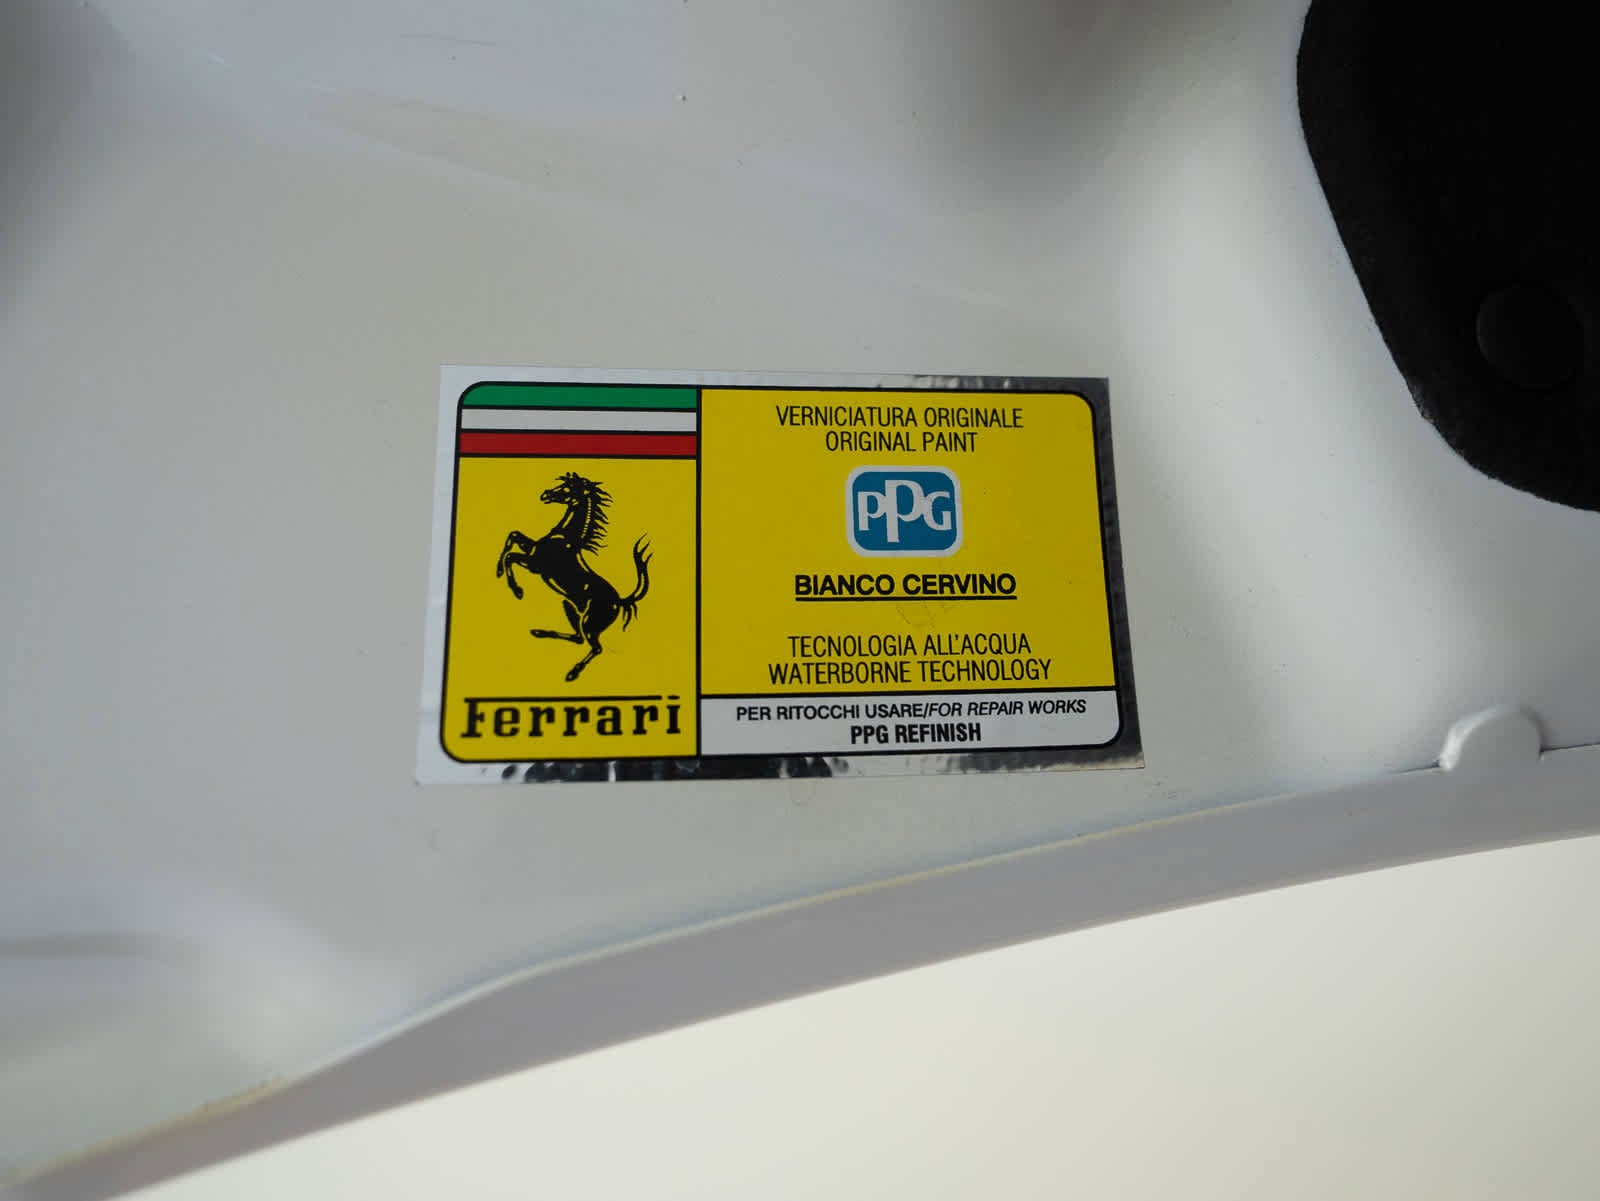 VERNICIATURA ORIGINALE
ORIGINAL PAINT
PPG
BIANCO CERVINO
TECNOLOGIA ALL'ACQUA
WATERBORNE TECHNOLOGY
PER RITOCCHI USARE/FOR REPAIR WORKS
PPG REFINISH
Ferrari